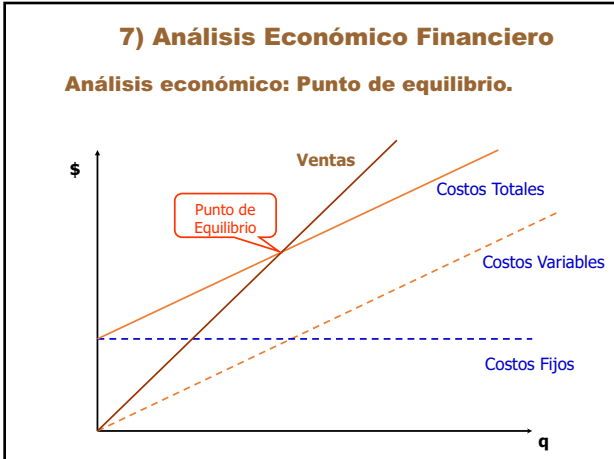 7) Análisis Económico Financiero
Análisis económico: Punto de equilibrio.
$
Ventas
Costos Totales
Punto de
Equilibrio
Costos Variables
Costos Fijos
q